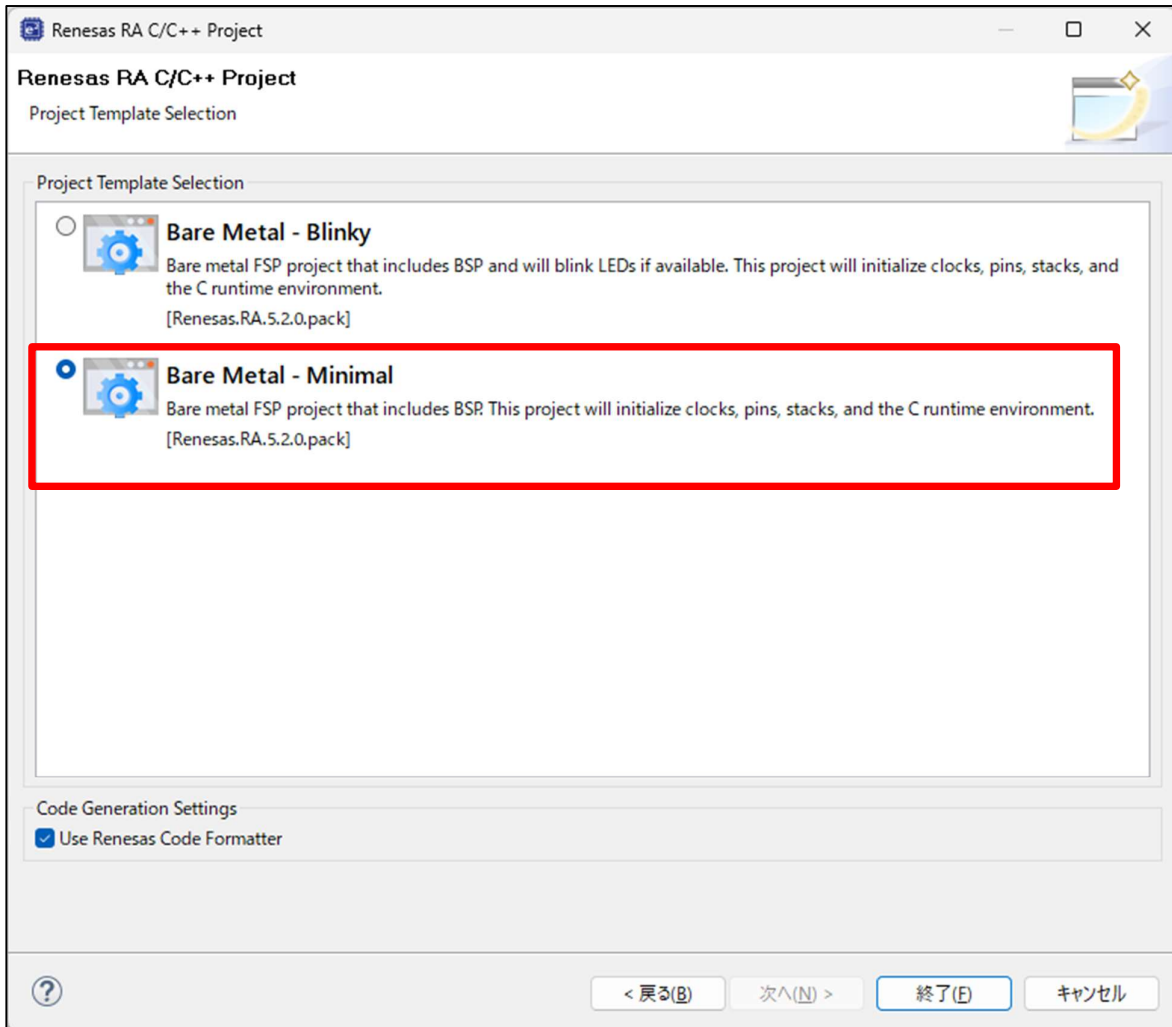 Renesas RA C/C++ Project
Renesas RA C/C++ Project
Project Template Selection
Project Template Selection
Bare Metal - Blinky
Bare metal FSP project that includes BSP and will blink LEDs if available. This project will initialize clocks, pins, stacks, and
the C runtime environment.
[Renesas.RA.5.2.0.pack]
Bare Metal - Minimal
Bare metal FSP project that includes BSP. This project will initialize clocks, pins, stacks, and the C runtime environment.
[Renesas.RA.5.2.0.pack]
Code Generation Settings
Use Renesas Code Formatter
?
< 戻る(B) 次へ(N) > 終了(F) キャンセル